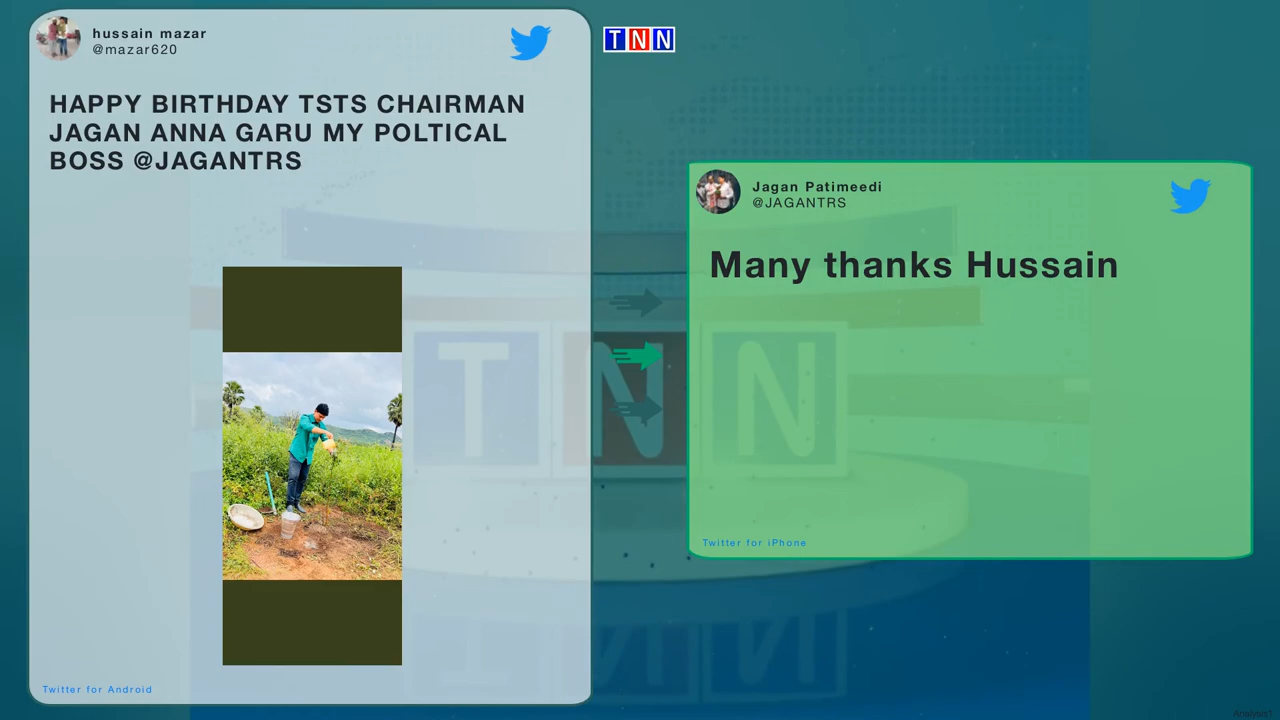 hussain mazar
@mazar620
HAPPY BIRTHDAY TSTS CHAIRMAN
JAGAN ANNA GARU MY POLTICAL
BOSS @JAGANTRS
Twitter for Android
TNN
Jagan Patimeedi
@JAGANTRS
Many thanks Hussain
Twitter for iPhone
TNN